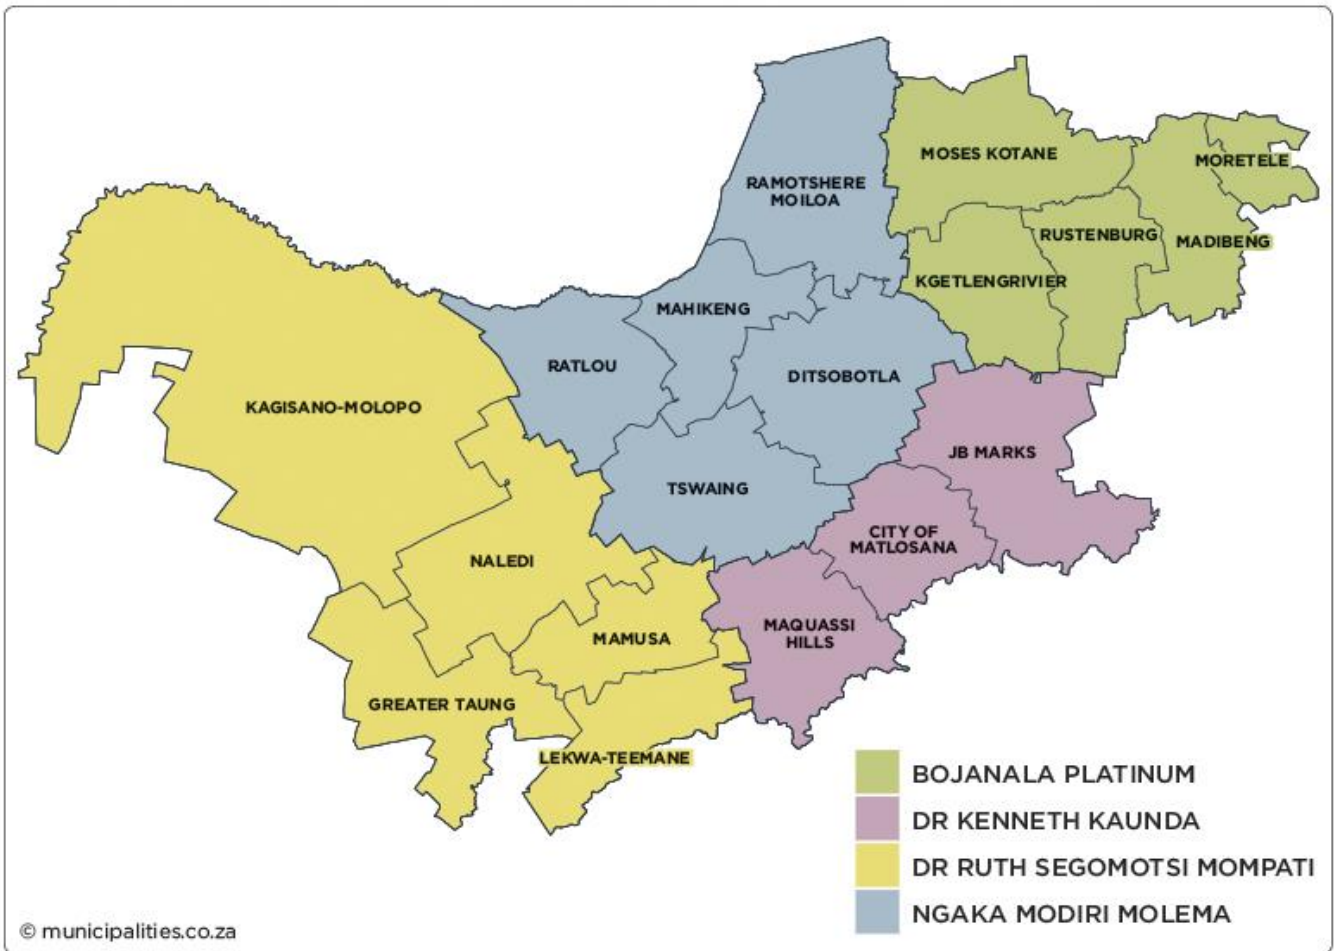 MOSES KOTANE
MORETELE
RAMOTSHERE
MOILOA
RUSTENBURG
MADIBENG
KGETLENGRIVIER
MAHIKENG
RATLOU
DITSOBOTLA
KAGISANO-MOLOPO
JB MARKS
TSWAING
CITY OF
MATLOSANA
NALEDI
MAQUASSI
HILLS
MAMUSA
GREATER TAUNG
LEKWA-TEEMANE
BOJANALA PLATINUM
DR KENNETH KAUNDA
DR RUTH SEGOMOTSI MOMPATI
NGAKA MODIRI MOLEMA
© municipalities.co.za